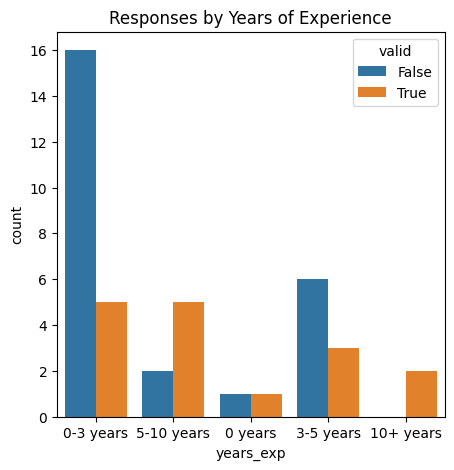 Responses by Years of Experience
valid
False
True
count
16
14
12
10
8
6
4
2
0
0-3 years
5-10 years
0 years
3-5 years
10+ years
years_exp